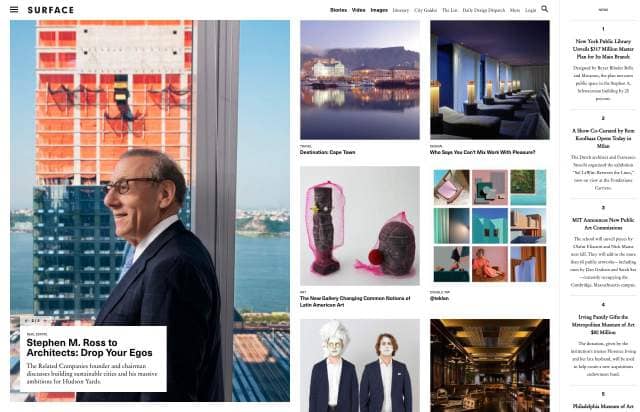 SURFACE
Stories Video Images Itinerary City Guides The List Daily Design Dispatch More Login
NEWS
TRAVEL
Destination: Cape Town
DESIGN
Who Says You Can't Mix Work With Pleasure?
ART
The New Gallery Changing Common Notions of
Latin American Art
DOUBLE TAP
@teklan
REAL ESTATE
Stephen M. Ross to
Architects: Drop Your Egos
The Related Companies founder and chairman
discusses building sustainable cities and his massive
ambitions for Hudson Yards.
1
New York Public Library
Unveils $317 Million Master
Plan for Its Main Branch
Designed by Beyer Blinder Belle
and Mecanoo, the plan increases
public space in the Stephen A.
Schwarzman building by 20
percent.
2
A Show Co-Curated by Rem
Koolhaas Opens Today in
Milan
The Dutch architect and Francesco
Stocchi organized the exhibition
"Sol LeWitt: Between the Lines,"
now on view at the Fondazione
Carriero.
3
MIT Announces New Public
Art Commissions
The school will unveil pieces by
Olafur Eliasson and Nick Mauss
next fall. They will add to the more
than 60 public artworks—including
ones by Dan Graham and Sarah Sze
—currently occupying the
Cambridge, Massachusetts campus.
4
Irving Family Gifts the
Metropolitan Museum of Art
$80 Million
The donation, given by the
institution's trustee Florence Irving
and her late husband, will be used
to help create a new acquisitions
endowment fund.
5
Philadelphia Museum of Art